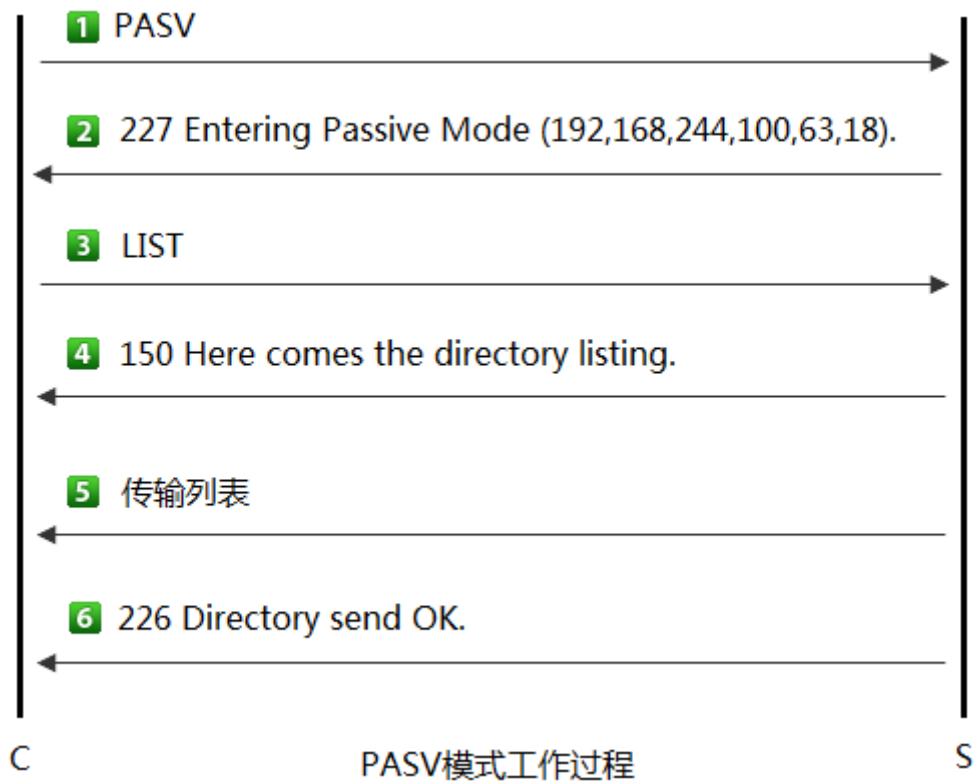 1 PASV
2 227 Entering Passive Mode (192,168,244,100,63,18).
3 LIST
4 150 Here comes the directory listing.
5 传输列表
6 226 Directory send OK.
C PASV模式工作过程 S